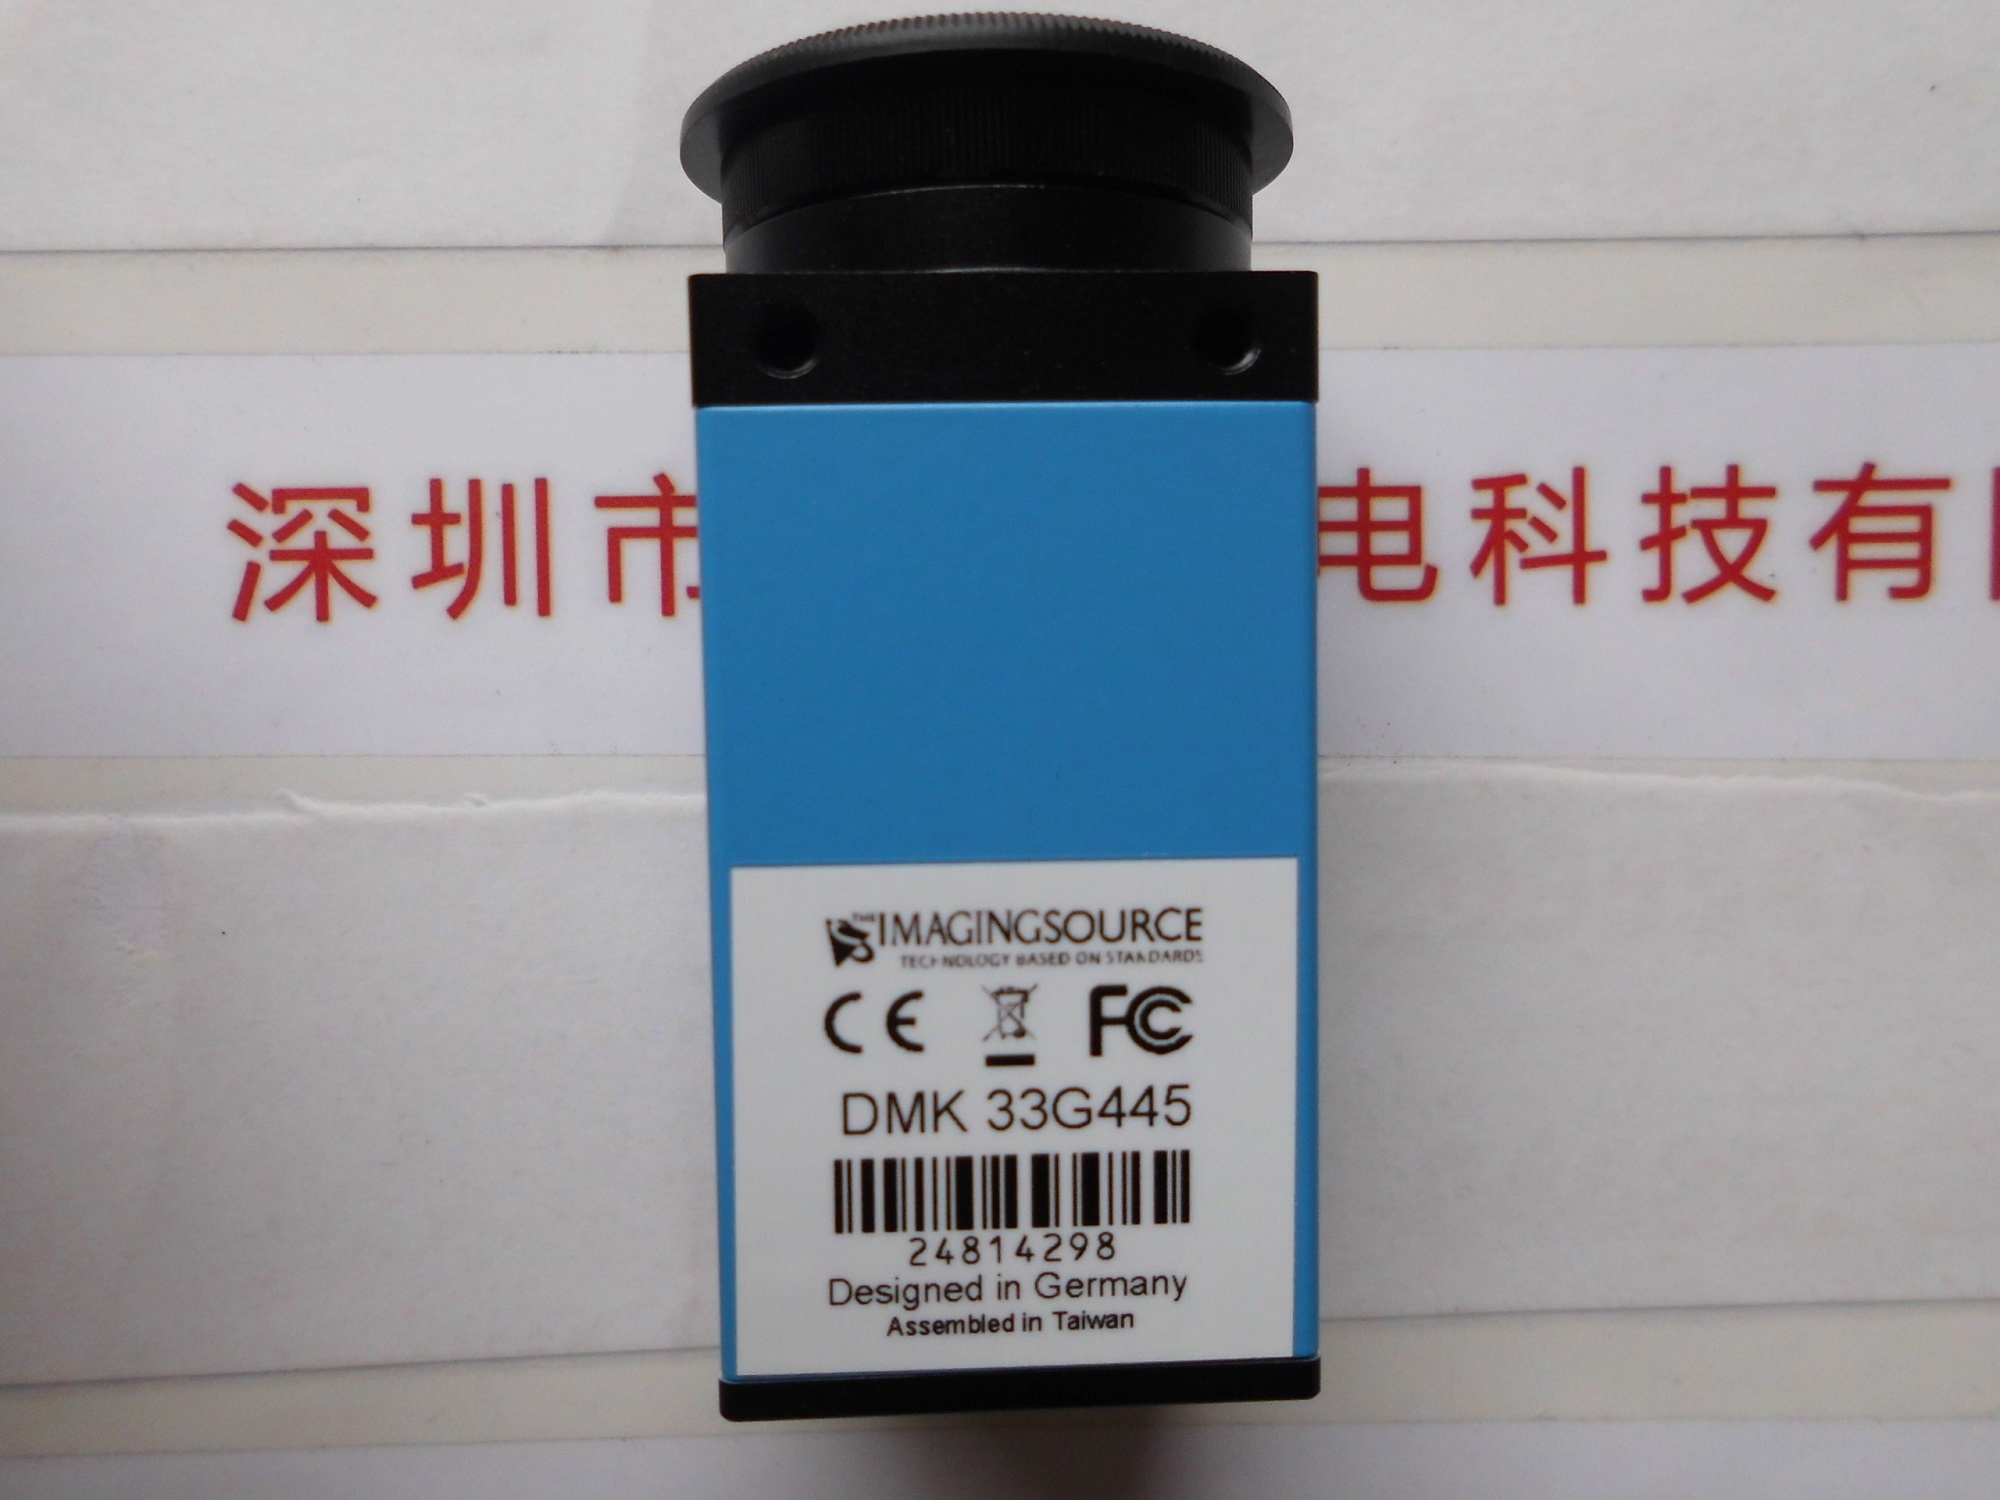 深圳市 电科技有
THE IMAGINGSOURCE
TECHNOLOGY BASED ON STANDARDS
CE FC
DMK 33G445
24814298
Designed in Germany
Assembled in Taiwan